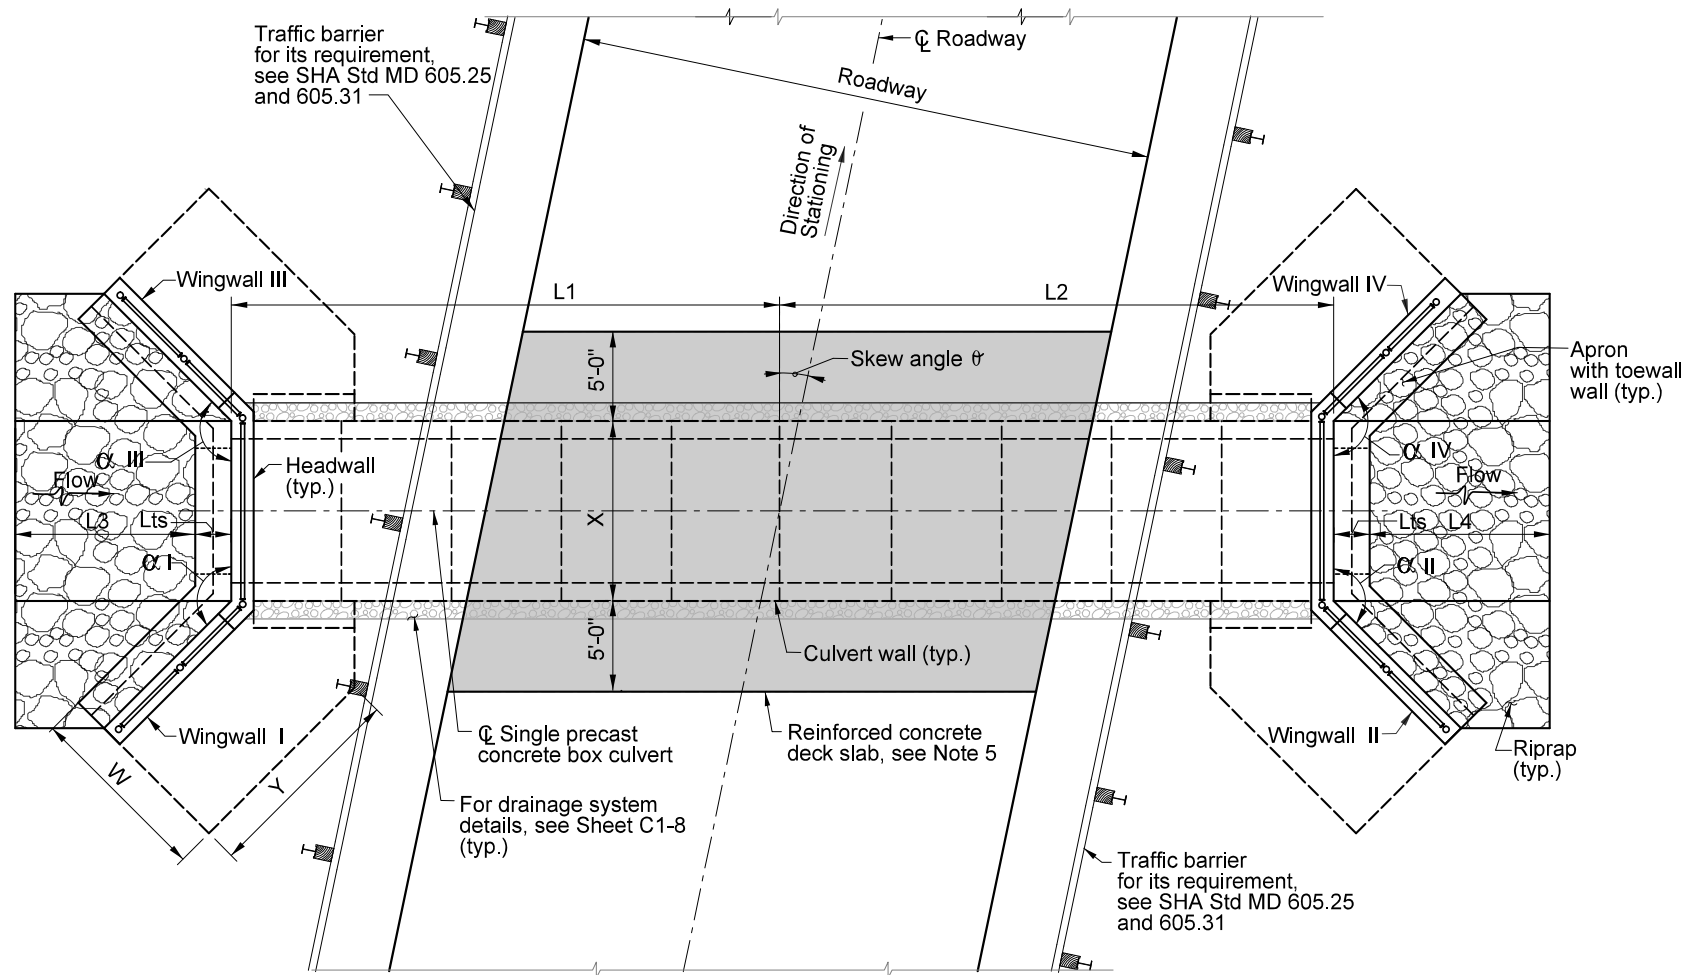 Traffic barrier
for its requirement,
see SHA Std MD 605.25
and 605.31
℄ Roadway
Roadway
Direction of
Stationing
Wingwall III
L1
L2
Wingwall IV
5'-0"
Skew angle θ
Apron
with toewall
wall (typ.)
α III
Headwall
(typ.)
α IV
Flow
Flow
L3
Lts
X
Lts
L4
α I
α II
5'-0"
Culvert wall (typ.)
Wingwall I
℄ Single precast
concrete box culvert
Reinforced concrete
deck slab, see Note 5
Wingwall II
Riprap
(typ.)
W
Y
For drainage system
details, see Sheet C1-8
(typ.)
Traffic barrier
for its requirement,
see SHA Std MD 605.25
and 605.31